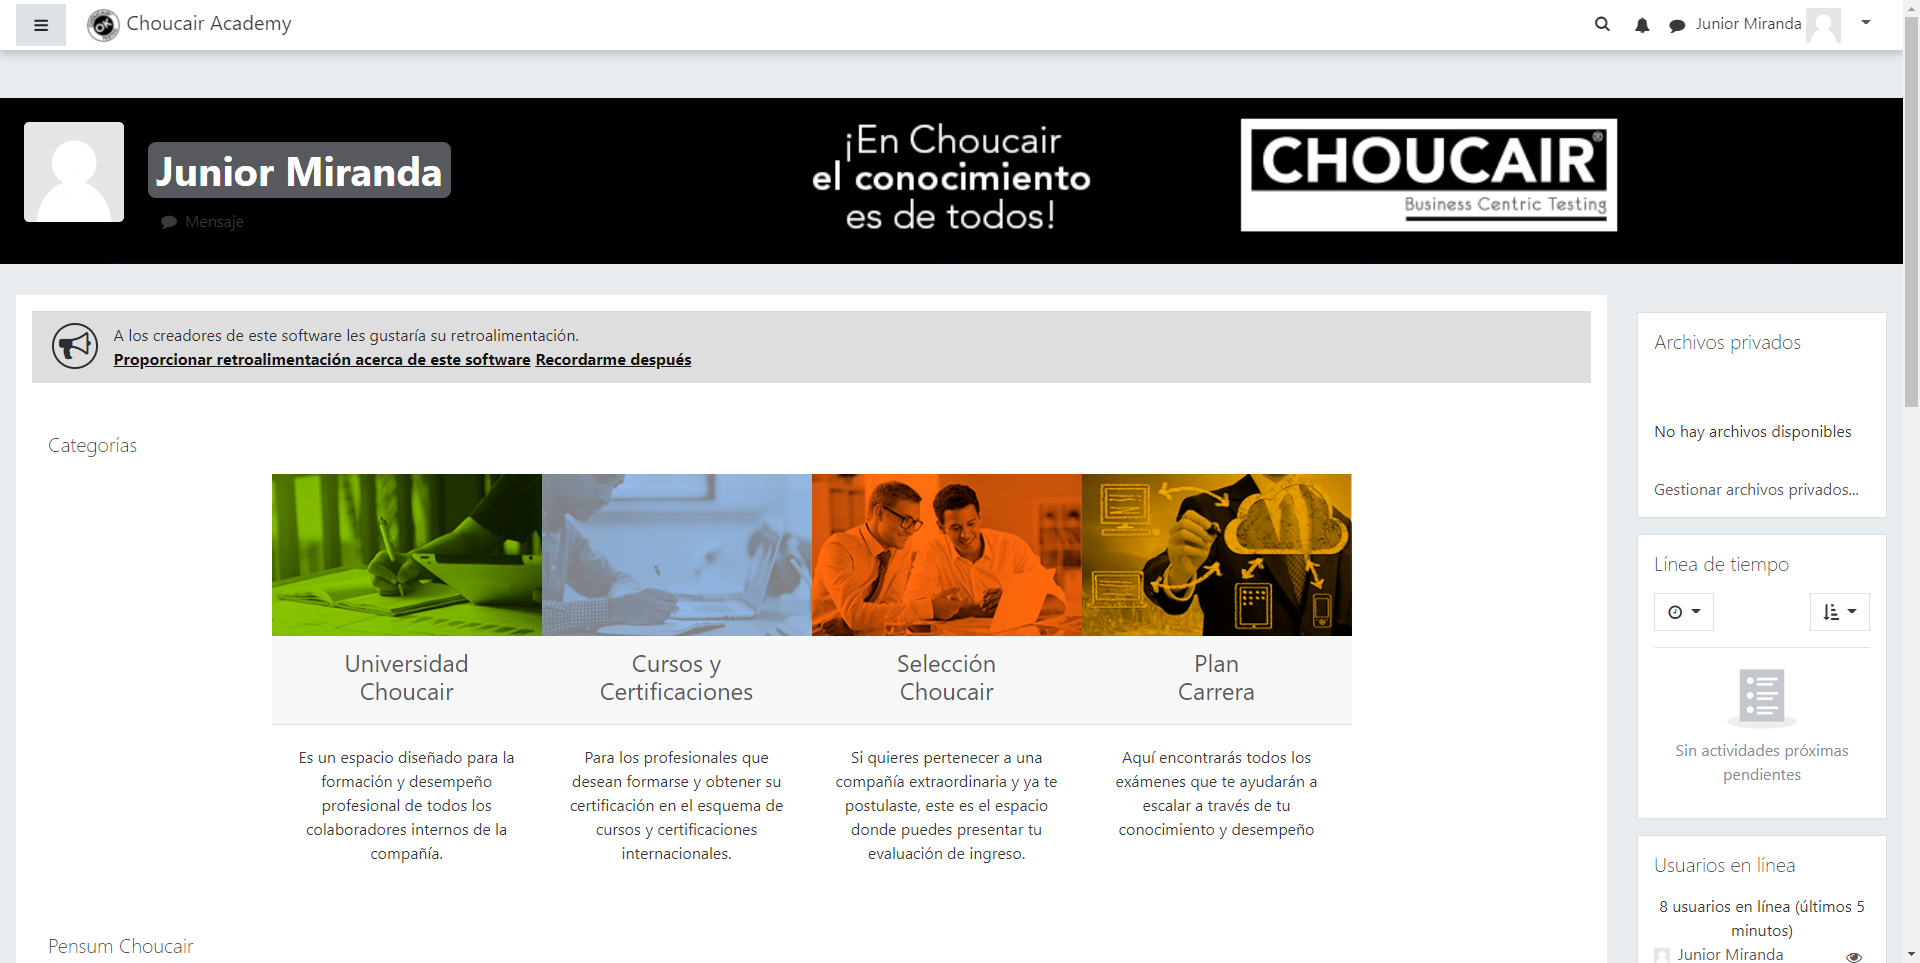 Choucair Academy
Junior Miranda
Junior Miranda
Mensaje
¡En Choucair
el conocimiento
es de todos!
CHOUCAIR®
Business Centric Testing
A los creadores de este software les gustaría su retroalimentación.
Proporcionar retroalimentación acerca de este software Recordarme después
Categorías
Universidad
Choucair
Es un espacio diseñado para la
formación y desempeño
profesional de todos los
colaboradores internos de la
compañía.
Cursos y
Certificaciones
Para los profesionales que
desean formarse y obtener su
certificación en el esquema de
cursos y certificaciones
internacionales.
Selección
Choucair
Si quieres pertenecer a una
compañía extraordinaria y ya te
postulaste, este es el espacio
donde puedes presentar tu
evaluación de ingreso.
Plan
Carrera
Aquí encontrarás todos los
exámenes que te ayudarán a
escalar a través de tu
conocimiento y desempeño
Pensum Choucair
Archivos privados
No hay archivos disponibles
Gestionar archivos privados...
Línea de tiempo
Sin actividades próximas
pendientes
Usuarios en línea
8 usuarios en línea (últimos 5
minutos)
Junior Miranda